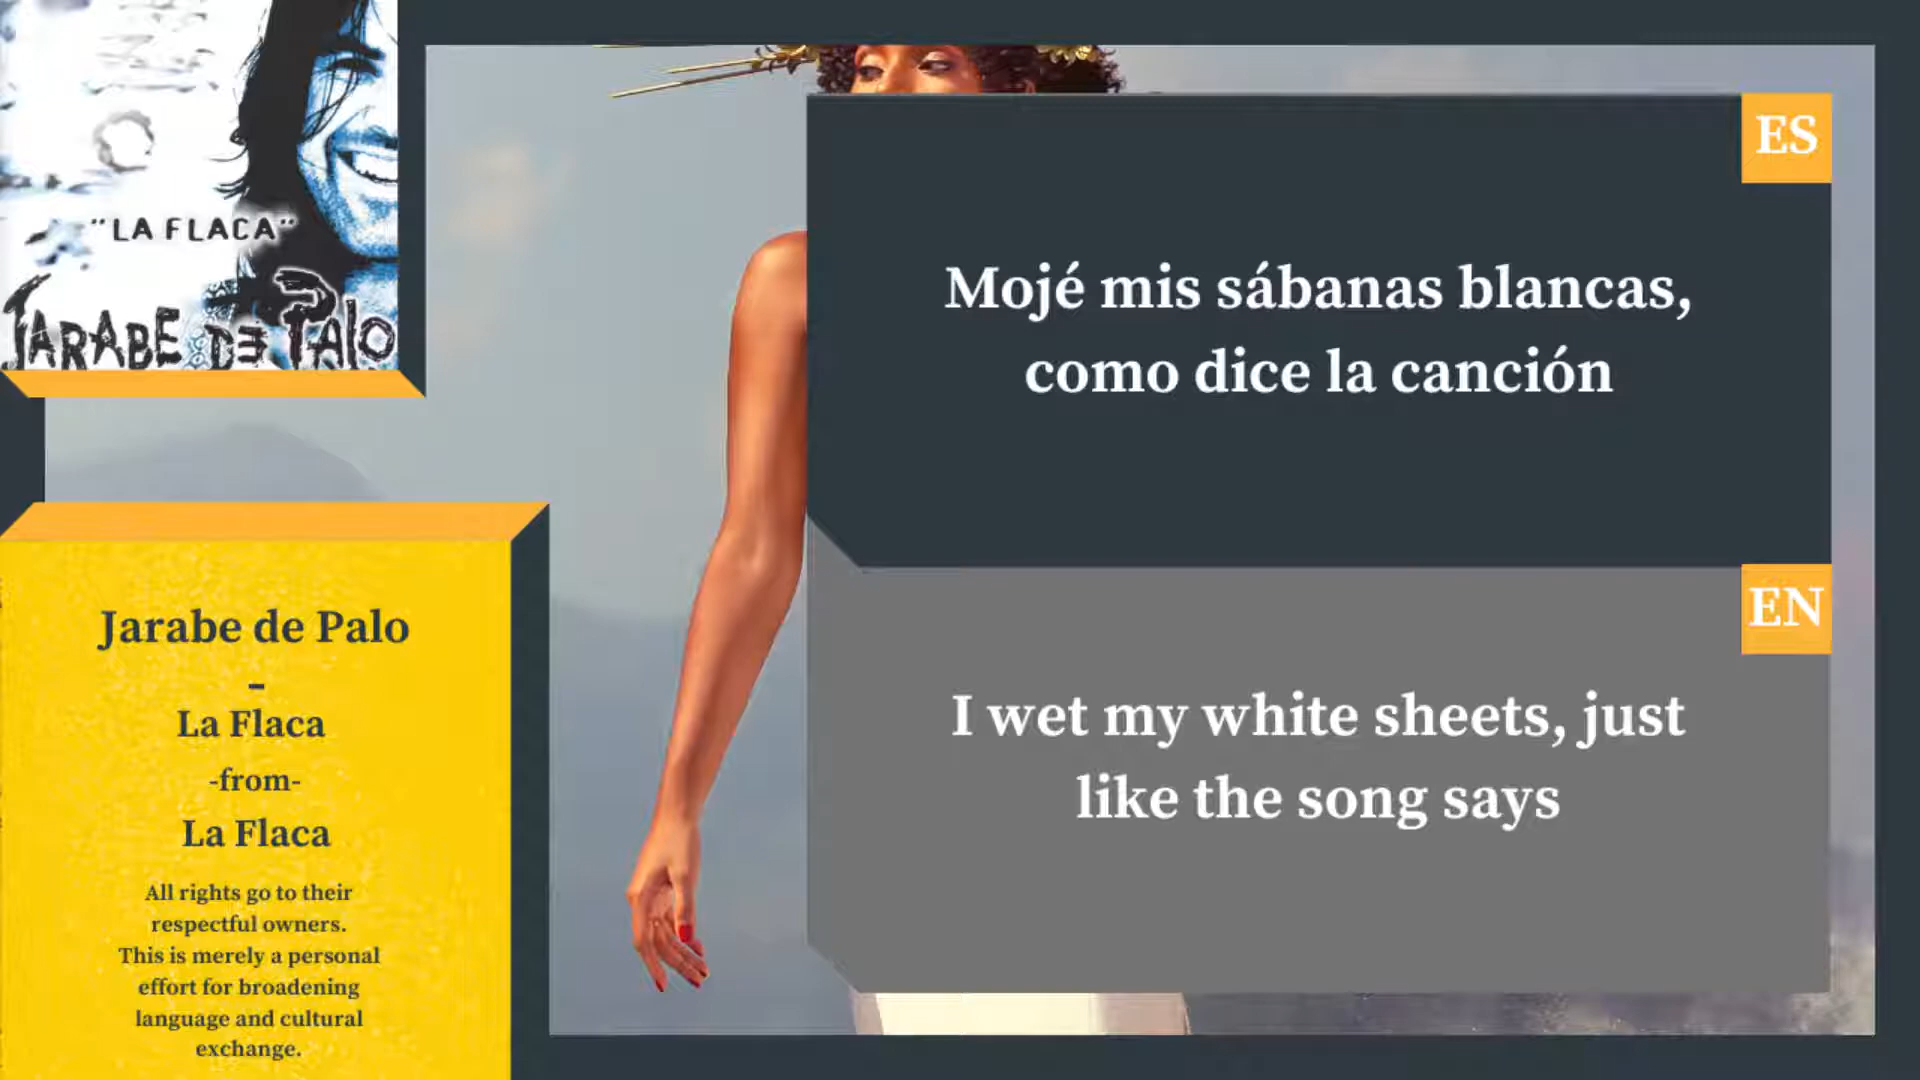 "LA FLACA"
JARABE DE PALO
Jarabe de Palo
-
La Flaca
-from-
La Flaca
All rights go to their
respectful owners.
This is merely a personal
effort for broadening
language and cultural
exchange.
ES
Mojé mis sábanas blancas,
como dice la canción
EN
I wet my white sheets, just
like the song says